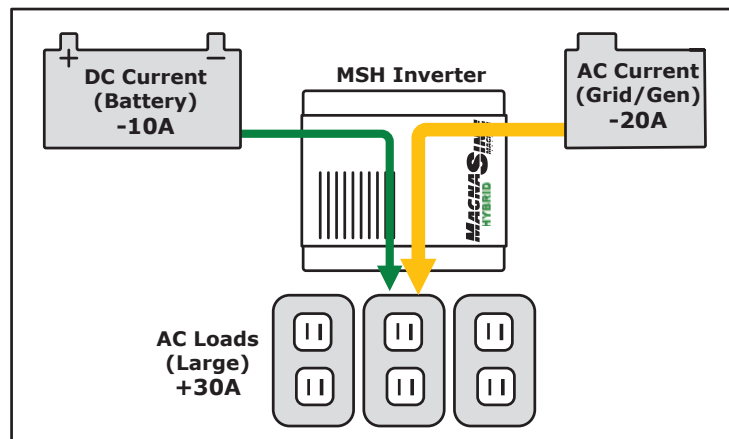 + −
DC Current
(Battery)
-10A
MSH Inverter
AC Current
(Grid/Gen)
-20A
HYBRID
AC Loads
(Large)
+30A